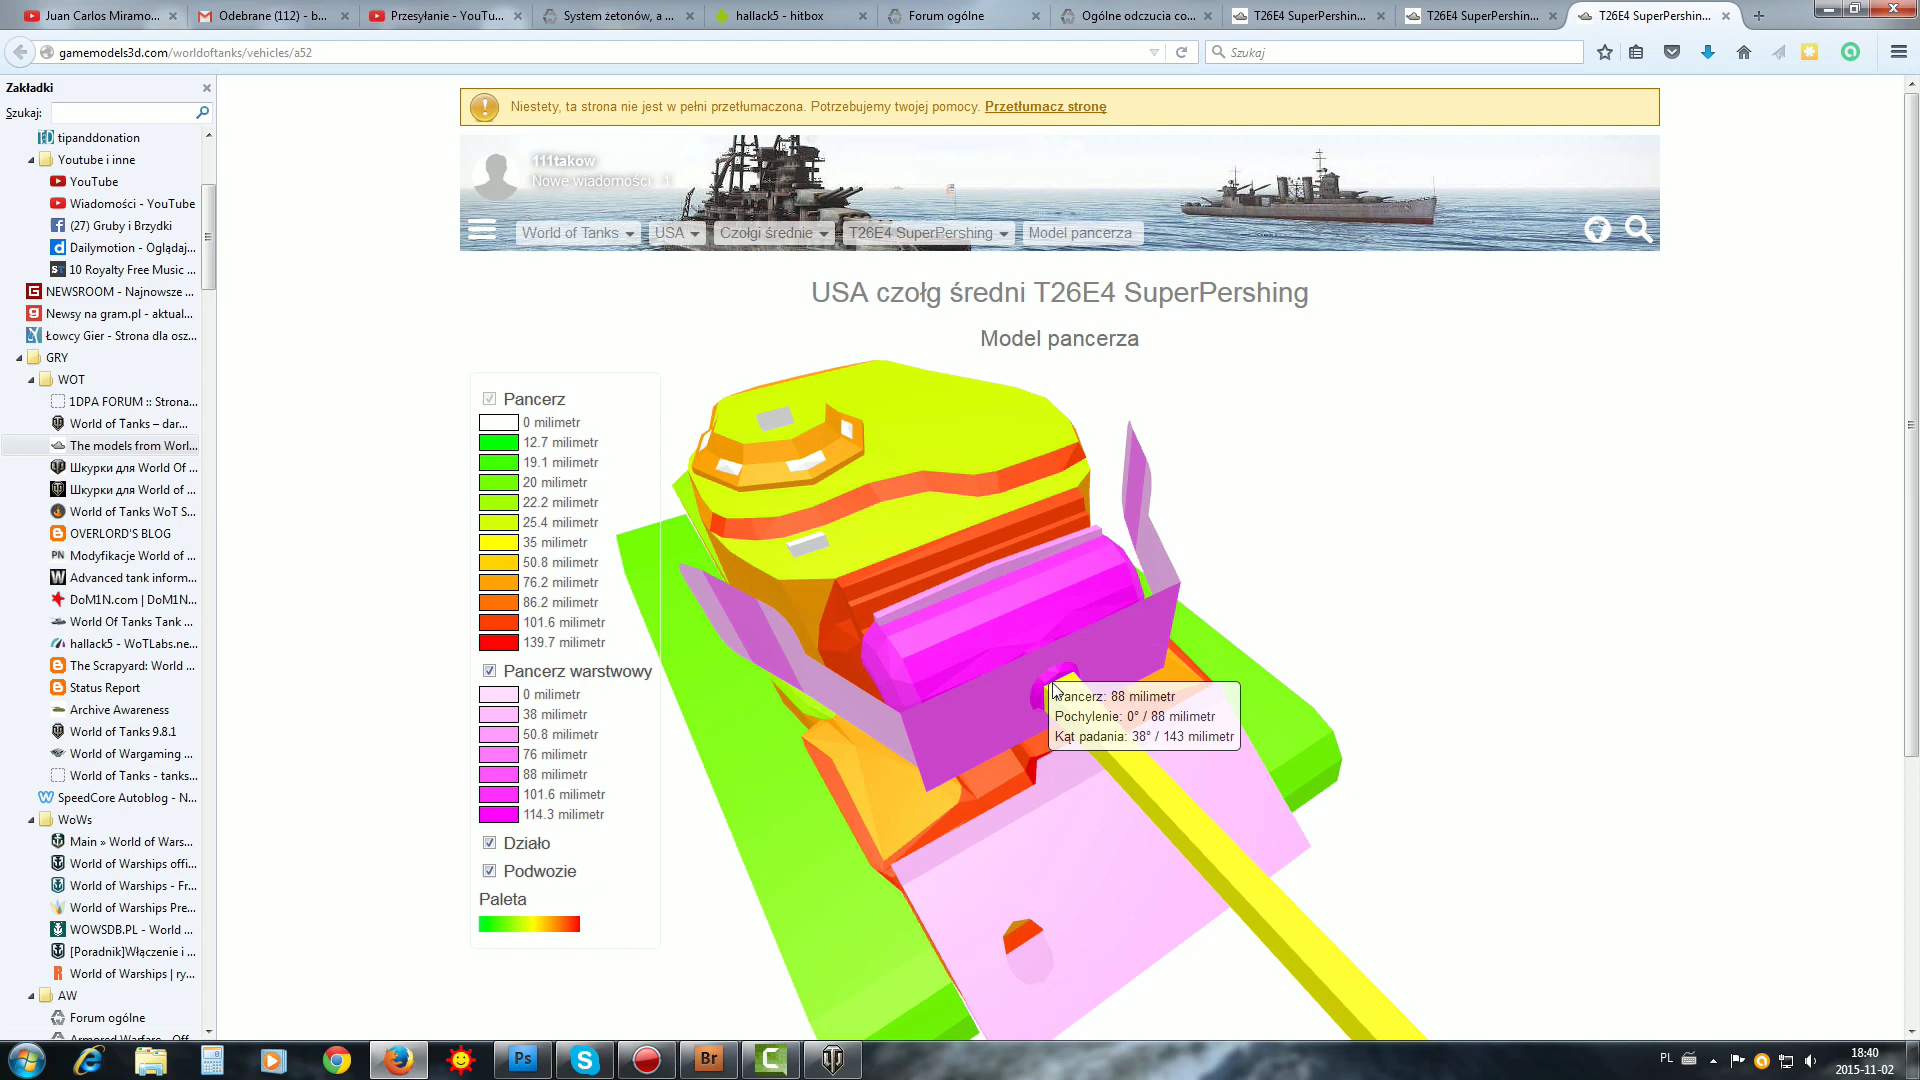 Juan Carlos Miramo...
Odebrane (112) - b...
Przesyłanie - YouTu...
System żetonów, a ...
hallack5 - hitbox
Forum ogólne
Ogólne odczucia co...
T26E4 SuperPershing...
T26E4 SuperPershin...
T26E4 SuperPershin...
gamemodels3d.com/worldoftanks/vehicles/a52
Szukaj
Zakładki
Szukaj:
tipanddonation
Youtube i inne
YouTube
Wiadomości - YouTube
(27) Gruby i Brzydki
Dailymotion - Oglądaj...
10 Royalty Free Music ...
NEWSROOM - Najnowsze ...
Newsy na gram.pl - aktual...
Łowcy Gier - Strona dla osz...
GRY
WOT
1DPA FORUM :: Strona...
World of Tanks – dar...
The models from Worl...
Шкурки для World Of ...
Шкурки для World of ...
World of Tanks WoT S...
OVERLORD'S BLOG
Modyfikacje World of ...
Advanced tank inform...
DoM1N.com | DoM1N...
World Of Tanks Tank ...
hallack5 - WoTLabs.ne...
The Scrapyard: World ...
Status Report
Archive Awareness
World of Tanks 9.8.1
World of Wargaming ...
World of Tanks - tanks...
SpeedCore Autoblog - N...
WoWs
Main » World of Wars...
World of Warships offi...
World of Warships - Fr...
World of Warships Pre...
WOWSDB.PL - World ...
[Poradnik]Włączenie i ...
World of Warships | ry...
AW
Forum ogólne
Armored Warfare - Off...
Niestety, ta strona nie jest w pełni przetłumaczona. Potrzebujemy twojej pomocy. Przetłumacz stronę
111takow
Nowe wiadomości: 1
World of Tanks
USA
Czołgi średnie
T26E4 SuperPershing
Model pancerza
USA czołg średni T26E4 SuperPershing
Model pancerza
Pancerz
0 milimetr
12.7 milimetr
19.1 milimetr
20 milimetr
22.2 milimetr
25.4 milimetr
35 milimetr
50.8 milimetr
76.2 milimetr
86.2 milimetr
101.6 milimetr
139.7 milimetr
Pancerz warstwowy
0 milimetr
38 milimetr
50.8 milimetr
76 milimetr
88 milimetr
101.6 milimetr
114.3 milimetr
Działo
Podwozie
Paleta
Pancerz: 88 milimetr
Pochylenie: 0° / 88 milimetr
Kąt padania: 38° / 143 milimetr
Ps
Br
PL
18:40
2015-11-02